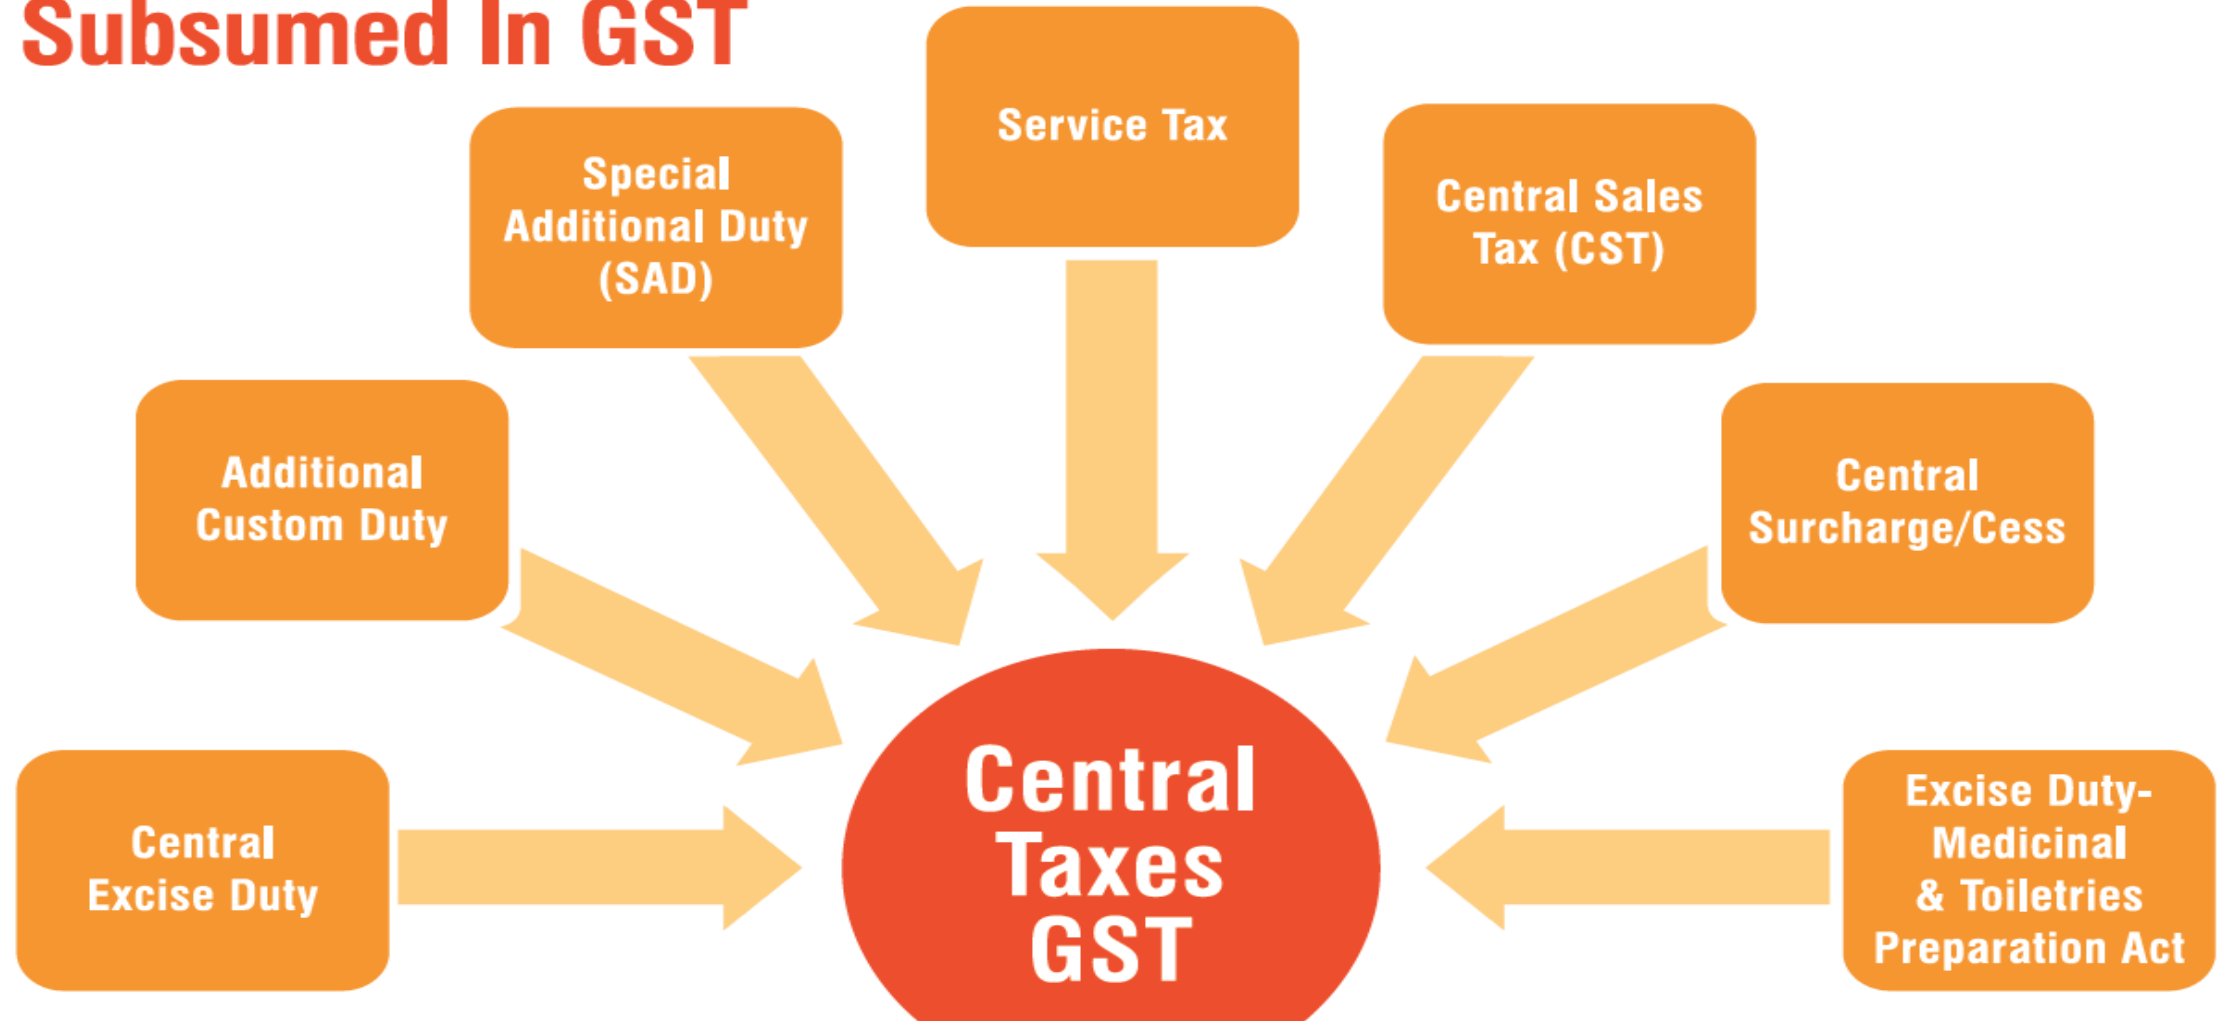 Subsumed In GST
Service Tax
Special
Additional Duty
(SAD)
Central Sales
Tax (CST)
Additional
Custom Duty
Central
Surcharge/Cess
Central
Excise Duty
Central
Taxes
GST
Excise Duty-
Medicinal
& Toiletries
Preparation Act